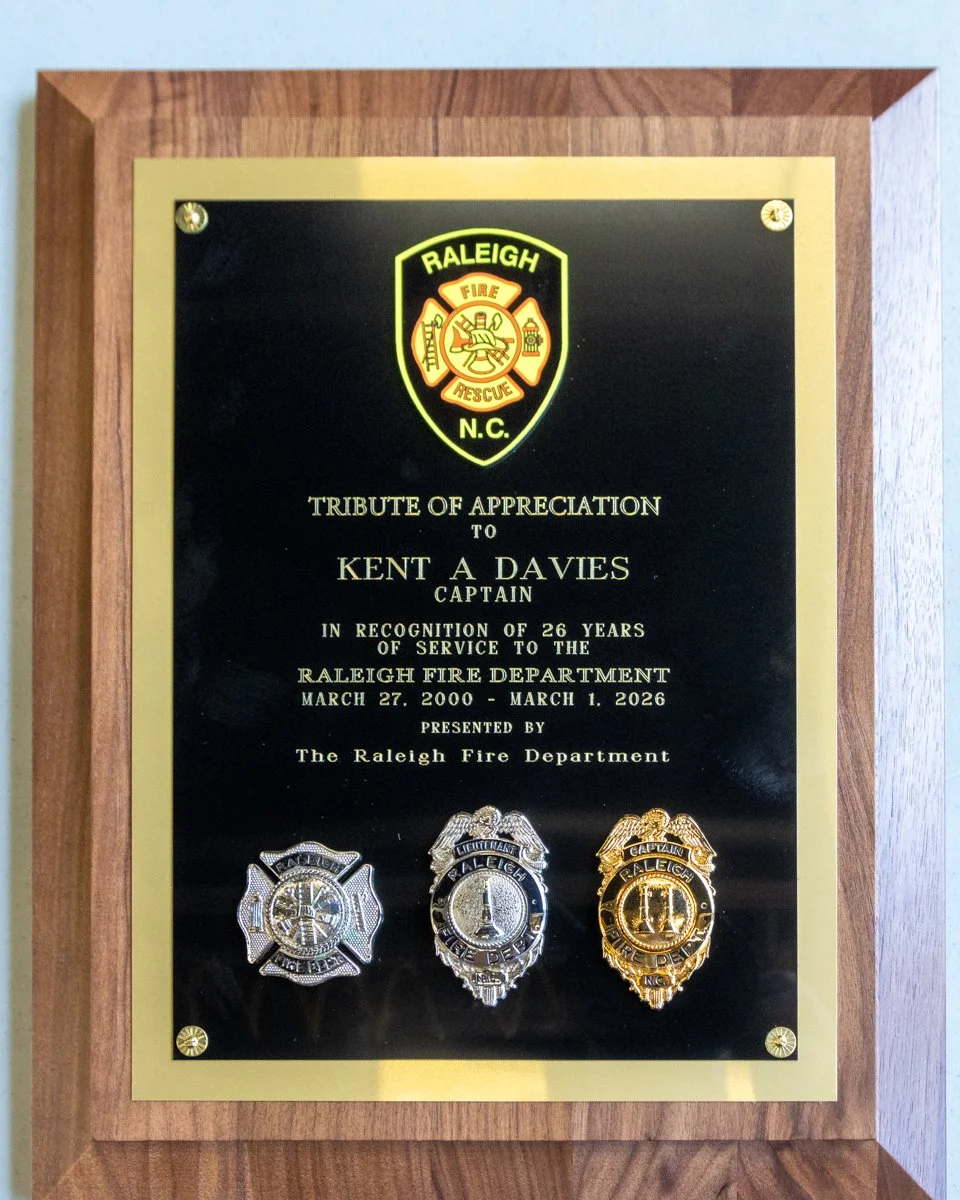 RALEIGH
FIRE
RESCUE
N.C.
TRIBUTE OF APPRECIATION
TO
KENT A DAVIES
CAPTAIN
IN RECOGNITION OF 26 YEARS
OF SERVICE TO THE
RALEIGH FIRE DEPARTMENT
MARCH 27, 2000 - MARCH 1, 2026
PRESENTED BY
The Raleigh Fire Department
RALEIGH
FIRE DEPT
LIEUTENANT
RALEIGH
FIRE DEPT
N.C.
CAPTAIN
RALEIGH
FIRE DEPT
N.C.